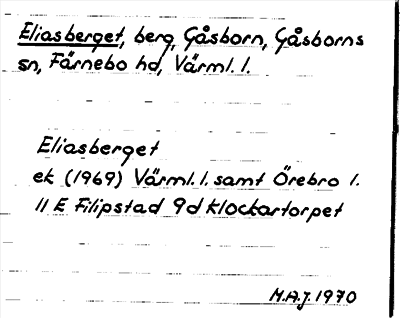 Eliasberget, berg, Gåsborn, Gåsborns
sn, Färnebo hd, Värml. l.
Eliasberget
ek (1969) Värml. l. samt Örebro l.
11 E Filipstad 9d Klockartorpet
M.A.J. 1970